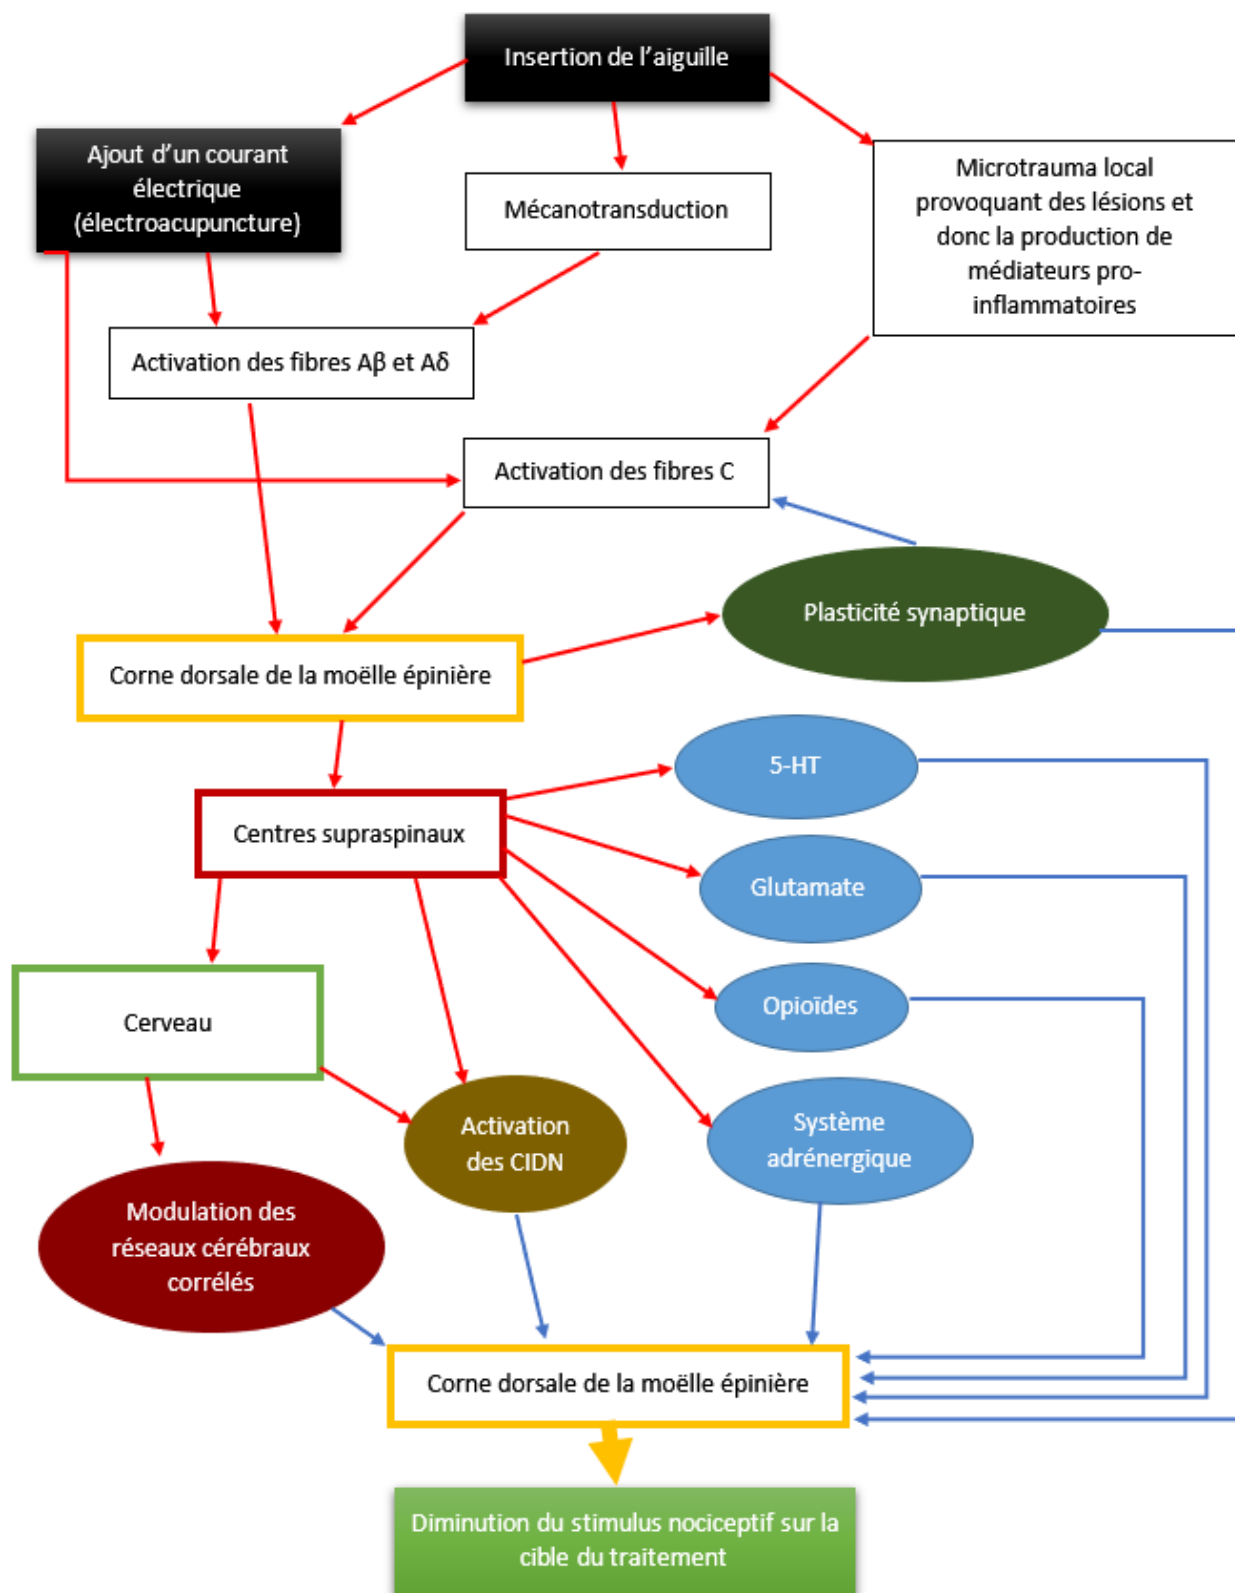 Insertion de l'aiguille
Ajout d'un courant
électrique
(électroacupuncture)
Mécanotransduction
Microtrauma local
provoquant des lésions et
donc la production de
médiateurs pro-
inflammatoires
Activation des fibres Aβ et Aδ
Activation des fibres C
Plasticité synaptique
Corne dorsale de la moëlle épinière
5-HT
Centres supraspinaux
Glutamate
Opioïdes
Cerveau
Activation
des CIDN
Système
adrénergique
Modulation des
réseaux cérébraux
corrélés
Corne dorsale de la moëlle épinière
Diminution du stimulus nociceptif sur la
cible du traitement